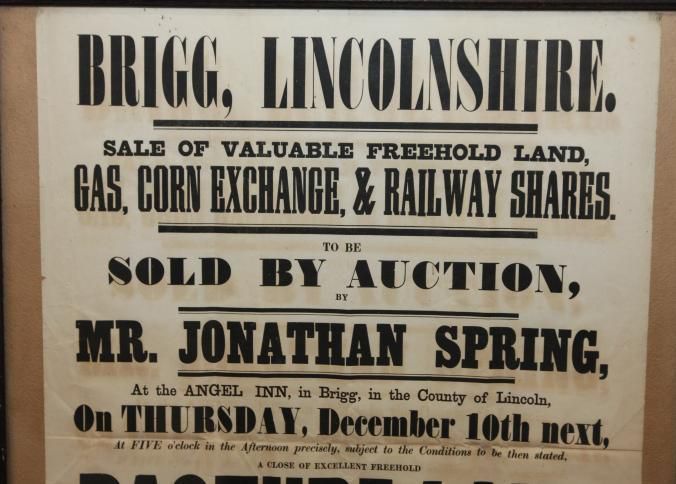 BRIGG, LINCOLNSHIRE.
SALE OF VALUABLE FREEHOLD LAND,
GAS, CORN EXCHANGE, & RAILWAY SHARES.
TO BE
SOLD BY AUCTION,
BY
MR. JONATHAN SPRING,
At the ANGEL INN, in Brigg, in the County of Lincoln,
On THURSDAY, December 10th next,
At FIVE o'clock in the Afternoon precisely, subject to the Conditions to be then stated,
A CLOSE OF EXCELLENT FREEHOLD